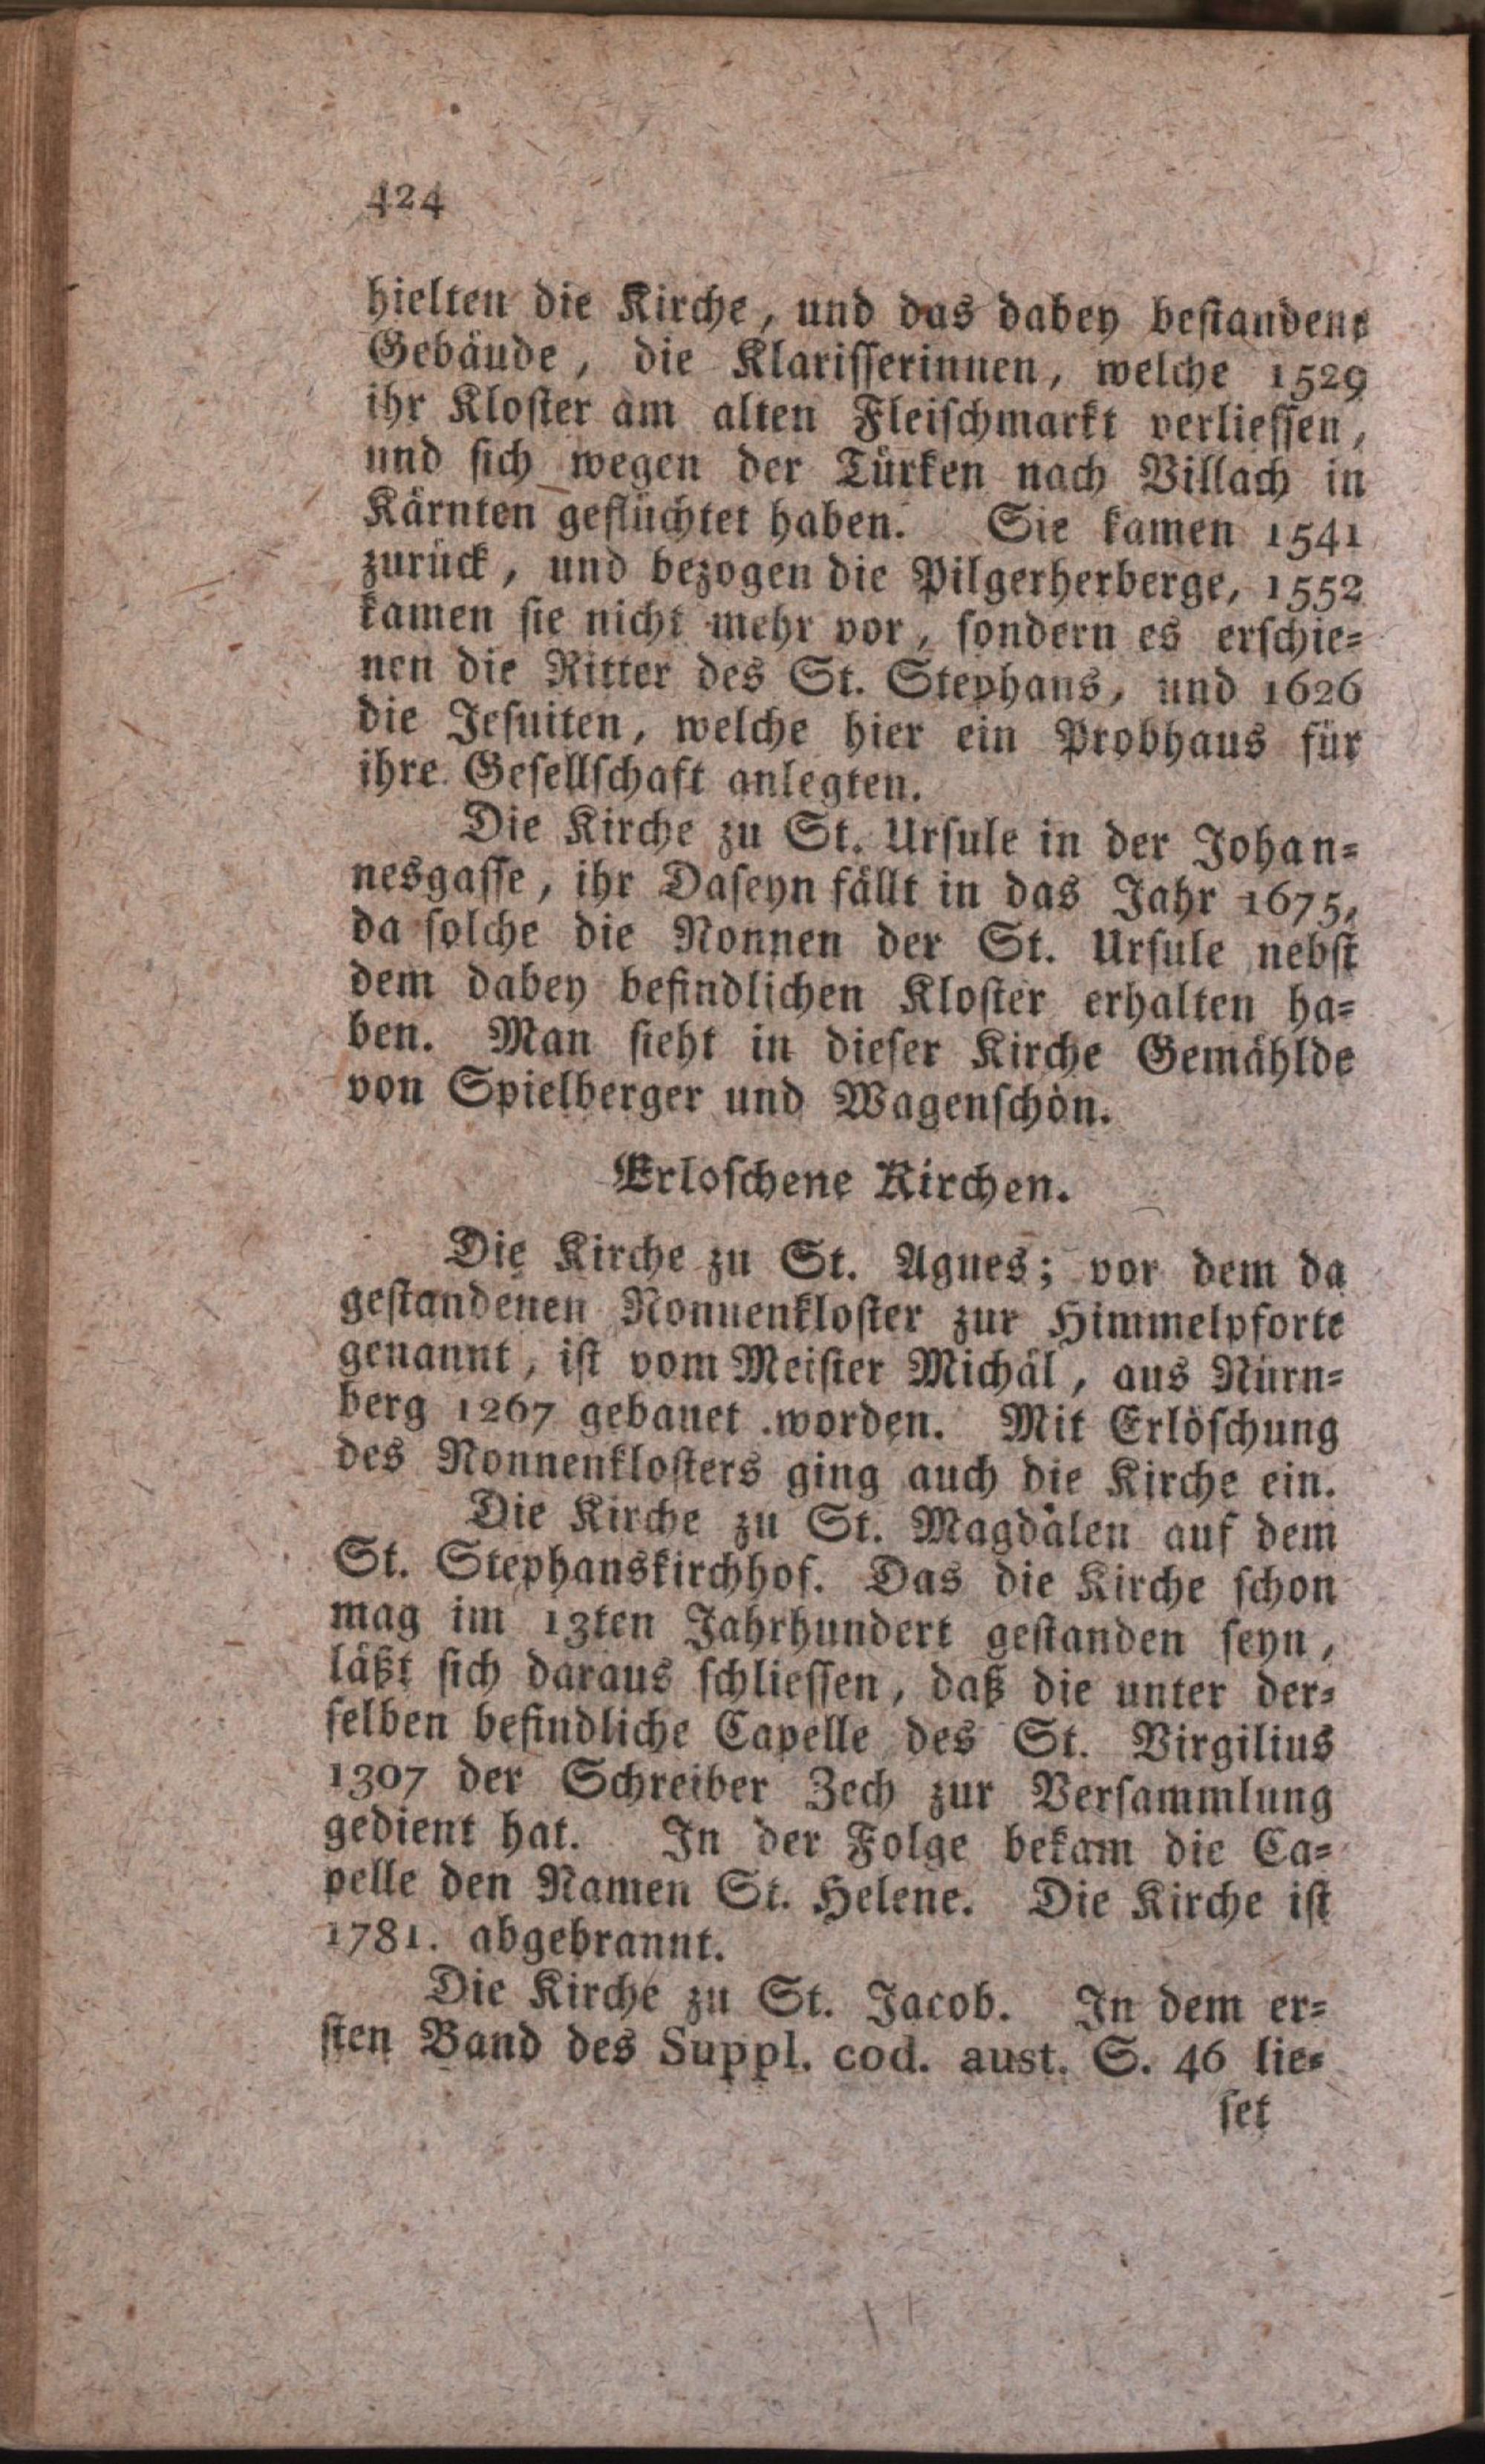 424
hielten die Kirche, und das dabey bestandene
Gebäude, die Klarisserinnen, welche 1529
ihr Kloster am alten Fleischmarkt verliessen,
und sich wegen der Türken nach Villach in
Kärnten geflüchtet haben. Sie kamen 1541
zurück, und bezogen die Pilgerherberge, 1552
kamen sie nicht mehr vor, sondern es erschie-
nen die Ritter des St. Stephans, und 1626
die Jesuiten, welche hier ein Probhaus für
ihre Gesellschaft anlegten.
Die Kirche zu St. Ursule in der Johan-
nesgasse, ihr Daseyn fällt in das Jahr 1675,
da solche die Nonnen der St. Ursule nebst
dem dabey befindlichen Kloster erhalten ha-
ben. Man sieht in dieser Kirche Gemählde
von Spielberger und Wagenschön.
Erloschene Kirchen.
Die Kirche zu St. Agnes; vor dem da
gestandenen Nonnenkloster zur Himmelpforte
genannt, ist vom Meister Michäl, aus Nürn-
berg 1267 gebauet worden. Mit Erlöschung
des Nonnenklosters ging auch die Kirche ein.
Die Kirche zu St. Magdalen auf dem
St. Stephanskirchhof. Das die Kirche schon
mag im 13ten Jahrhundert gestanden seyn,
läßt sich daraus schliessen, daß die unter der-
selben befindliche Capelle des St. Virgilius
1307 der Schreiber Zech zur Versammlung
gedient hat. In der Folge bekam die Ca-
pelle den Namen St. Helene. Die Kirche ist
1781. abgebrannt.
Die Kirche zu St. Jacob. In dem er-
sten Band des Suppl. cod. aust. S. 46 lie-
set